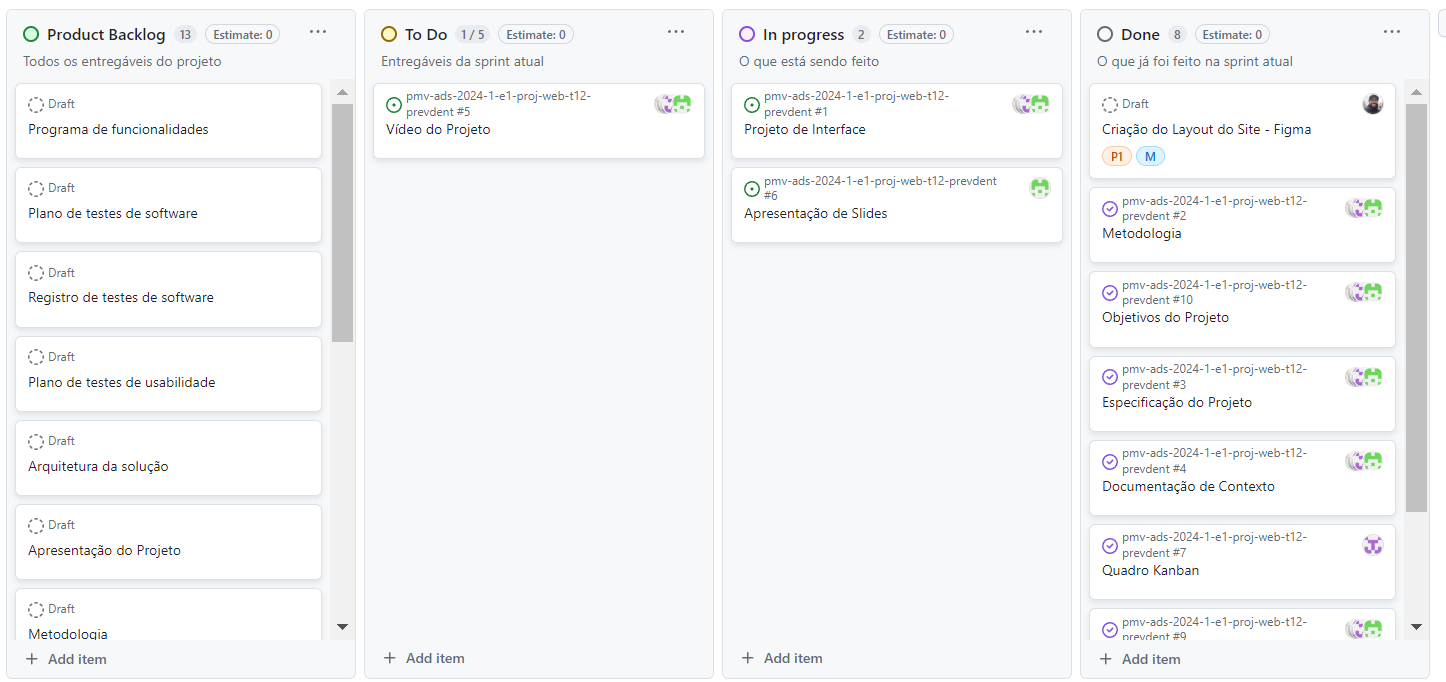 Product Backlog 13 Estimate: 0 ...
Todos os entregáveis do projeto
Draft
Programa de funcionalidades
Draft
Plano de testes de software
Draft
Registro de testes de software
Draft
Plano de testes de usabilidade
Draft
Arquitetura da solução
Draft
Apresentação do Projeto
Draft
Metodologia
+ Add item
To Do 1 / 5 Estimate: 0 ...
Entregáveis da sprint atual
pmv-ads-2024-1-e1-proj-web-t12-
prevdent #5
Vídeo do Projeto
+ Add item
In progress 2 Estimate: 0 ...
O que está sendo feito
pmv-ads-2024-1-e1-proj-web-t12-
prevdent #1
Projeto de Interface
pmv-ads-2024-1-e1-proj-web-t12-prevdent
#6
Apresentação de Slides
+ Add item
Done 8 Estimate: 0 ...
O que já foi feito na sprint atual
Draft
Criação do Layout do Site - Figma
P1 M
pmv-ads-2024-1-e1-proj-web-t12-
prevdent #2
Metodologia
pmv-ads-2024-1-e1-proj-web-t12-
prevdent #10
Objetivos do Projeto
pmv-ads-2024-1-e1-proj-web-t12-
prevdent #3
Especificação do Projeto
pmv-ads-2024-1-e1-proj-web-t12-
prevdent #4
Documentação de Contexto
pmv-ads-2024-1-e1-proj-web-t12-
prevdent #7
Quadro Kanban
pmv-ads-2024-1-e1-proj-web-t12-
prevdent #9
+ Add item